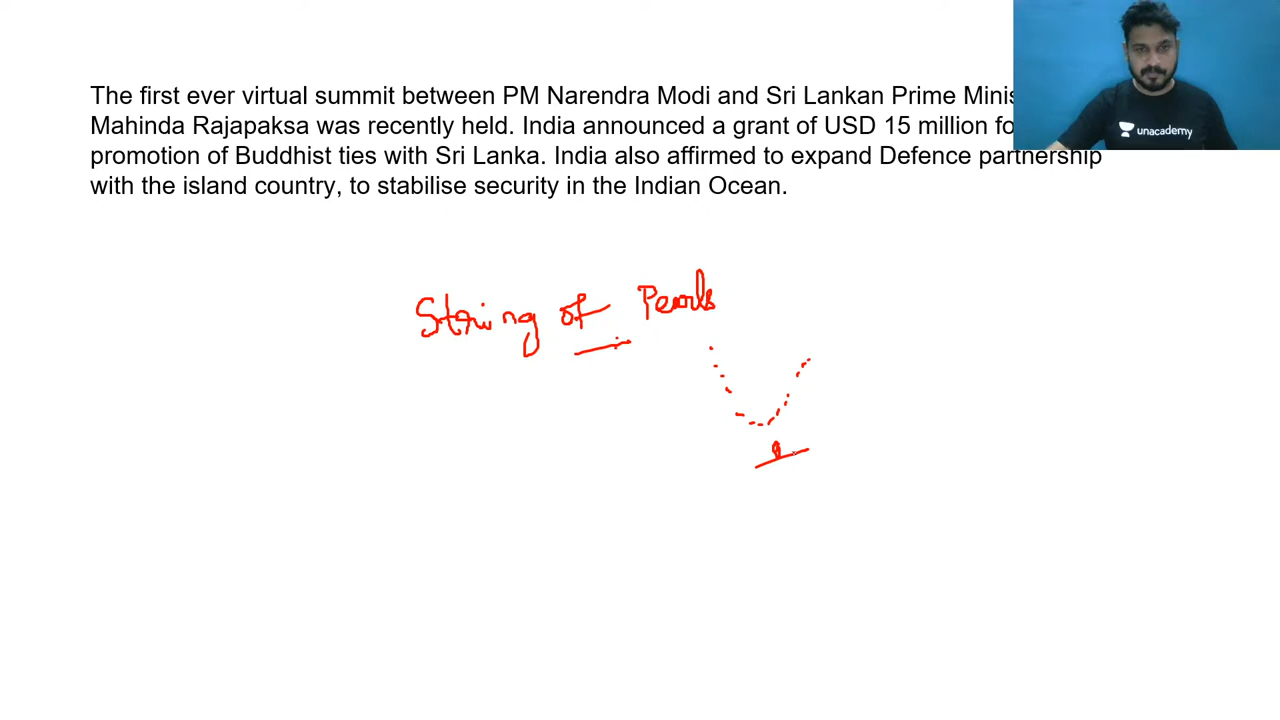 The first ever virtual summit between PM Narendra Modi and Sri Lankan Prime Minis
Mahinda Rajapaksa was recently held. India announced a grant of USD 15 million fo
promotion of Buddhist ties with Sri Lanka. India also affirmed to expand Defence partnership
with the island country, to stabilise security in the Indian Ocean.
unacademy
String of Pearls